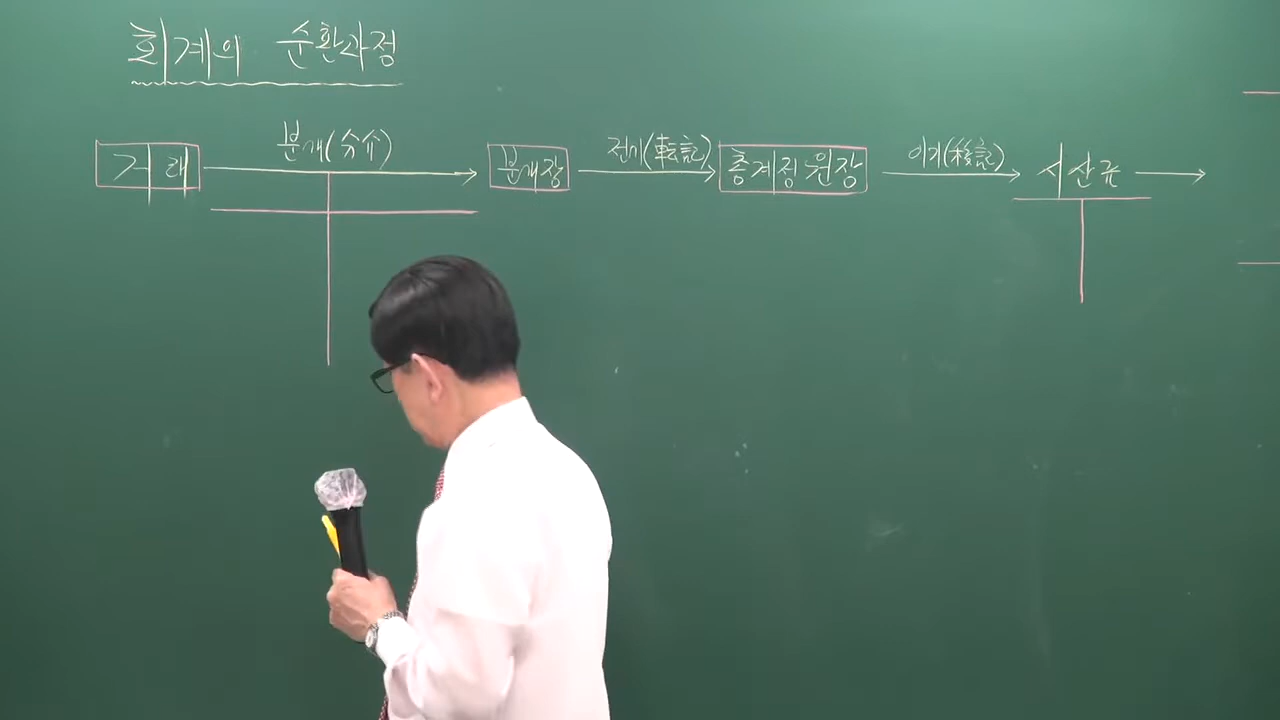 회계의 순환과정
거래 분개(分介) 분개장 전기(転記) 총계정원장 이기(移記) 시산표